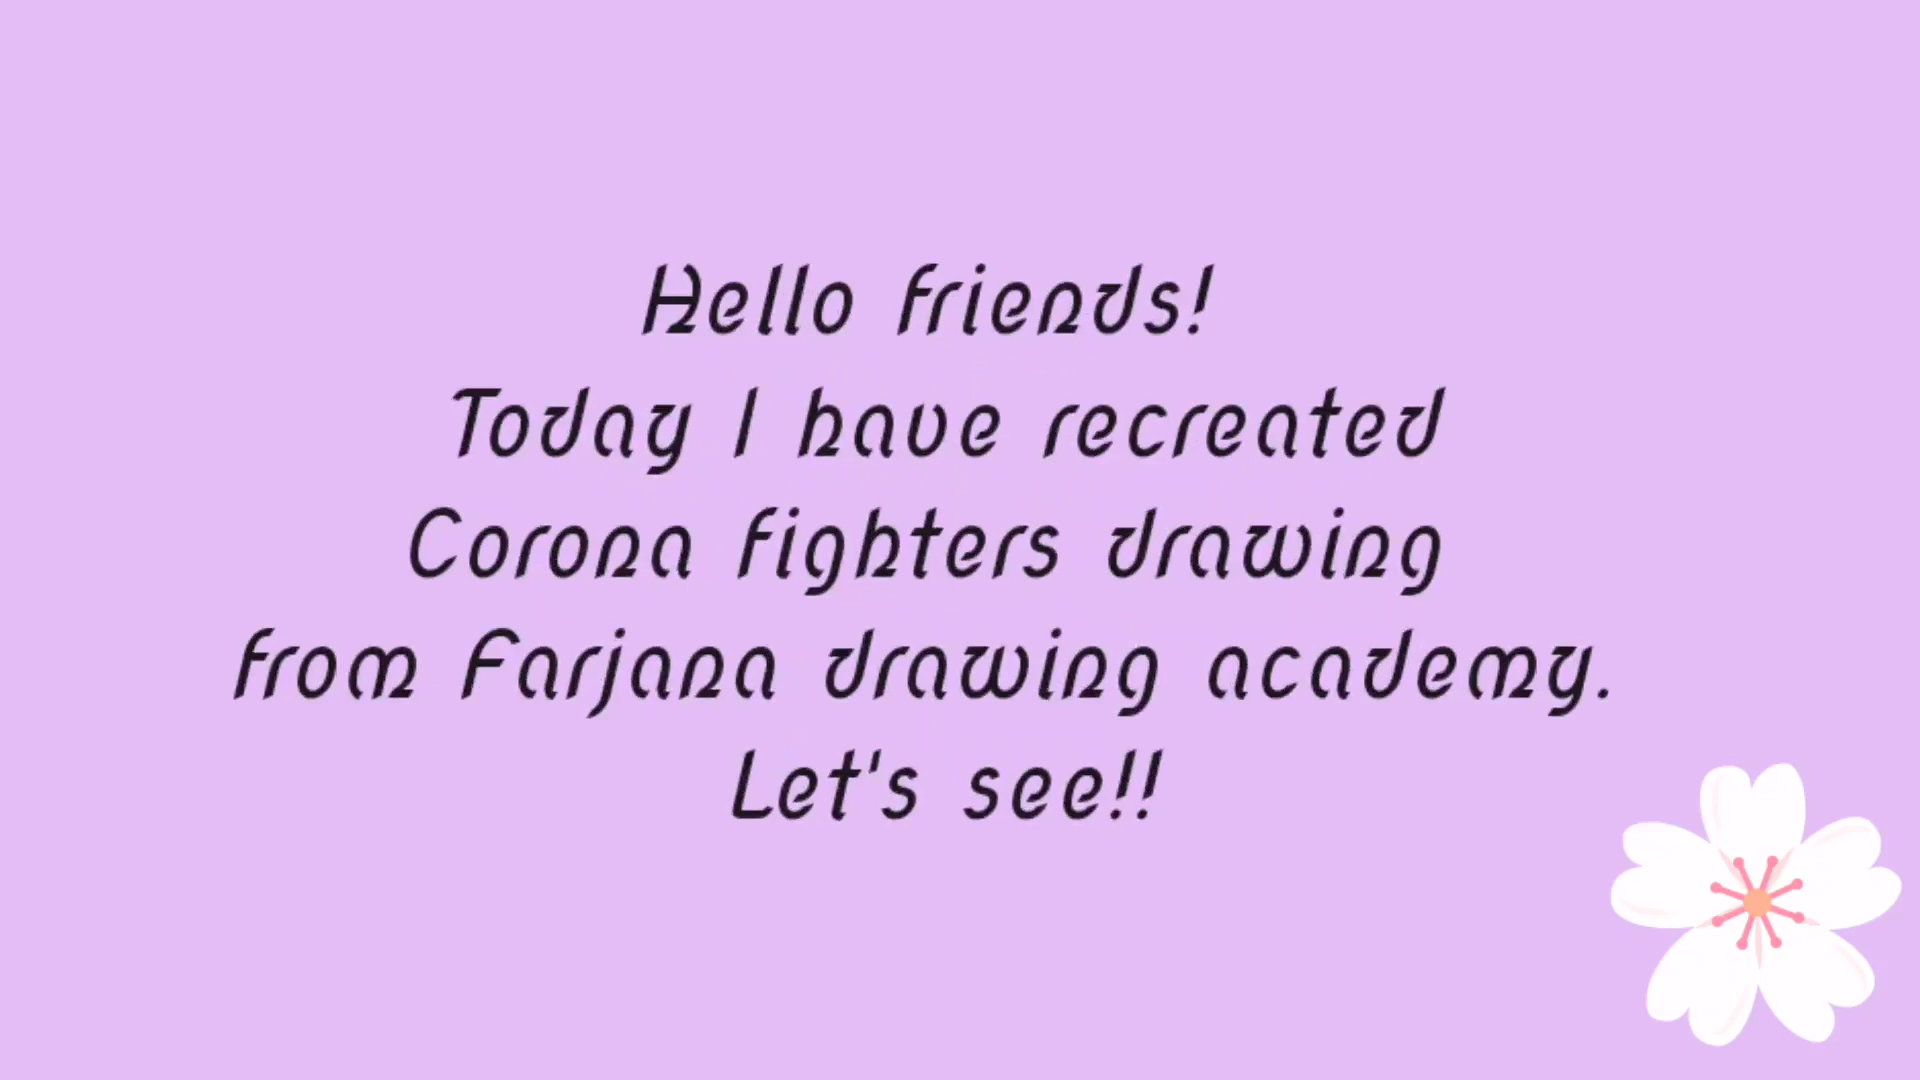 Hello friends!
Today I have recreated
Corona fighters drawing
from Farjana drawing academy.
Let's see!!